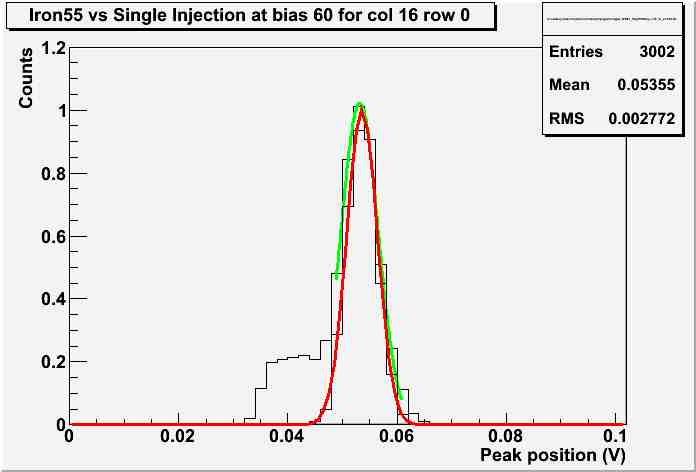 Iron55 vs Single Injection at bias 60 for col 16 row 0
Entries 3002
Mean 0.05355
RMS 0.002772
Counts
1.2
1
0.8
0.6
0.4
0.2
0
0 0.02 0.04 0.06 0.08 0.1
Peak position (V)